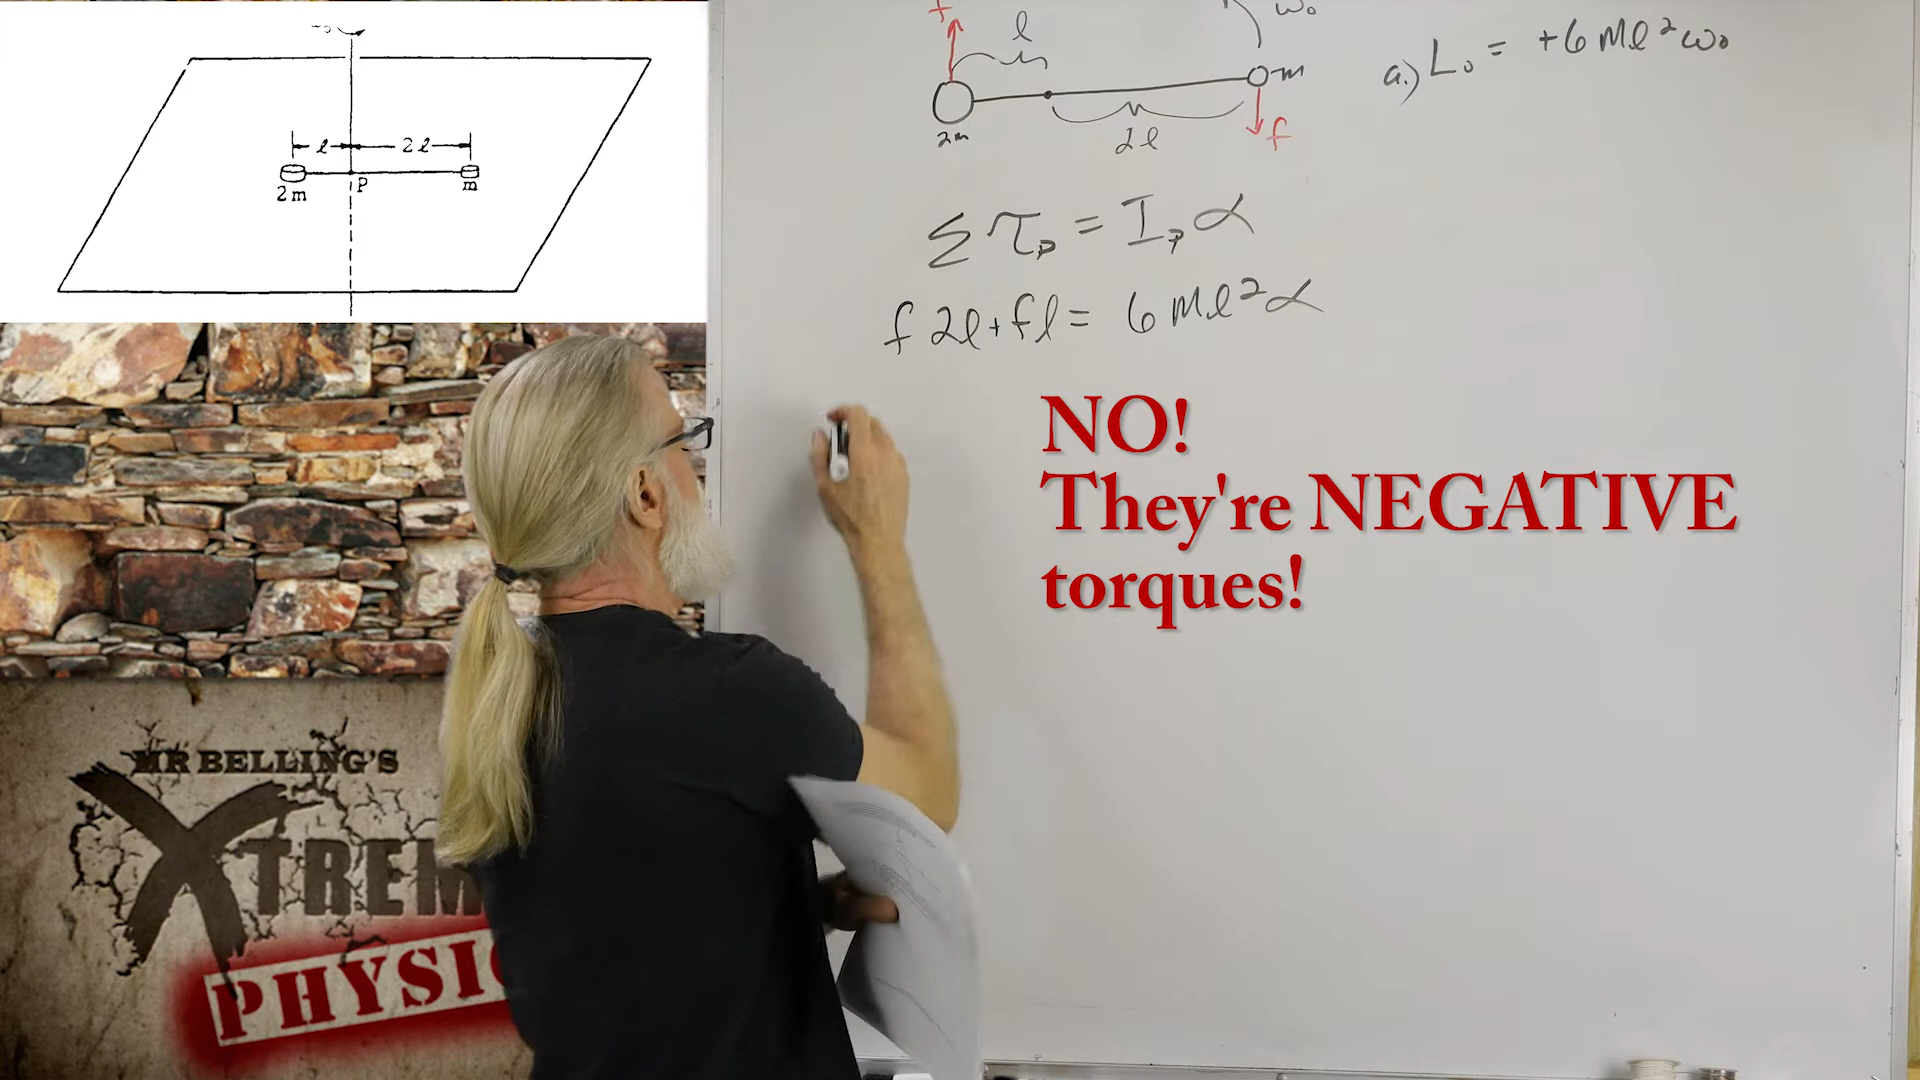 l 2l
2m P m
f l ω₀
2m 2l m f
a.) L₀ = +6Ml²ω₀
Στₚ = Iₚα
f2l+fl = 6Ml²α
NO!
They're NEGATIVE
torques!
MR BELLING'S
XTREM
PHYSIC